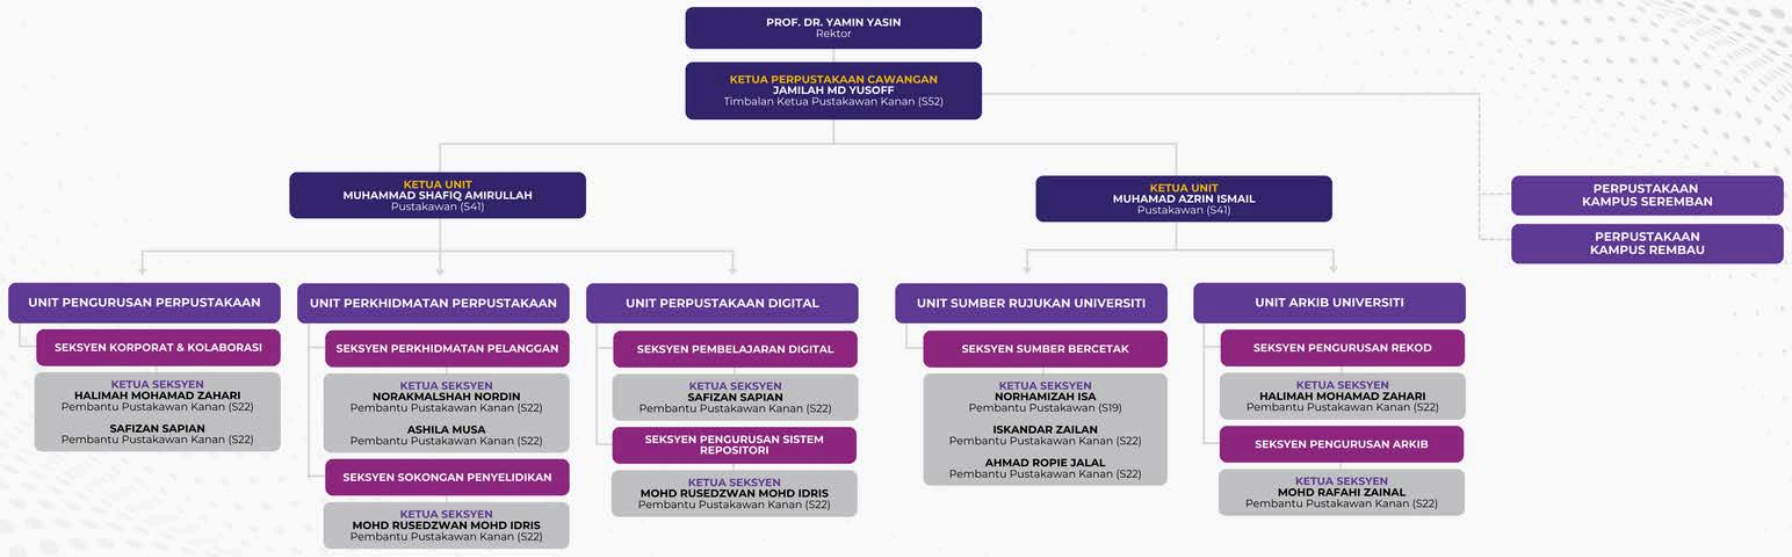 PROF. DR. YAMIN YASIN
Rektor
KETUA PERPUSTAKAAN CAWANGAN
JAMILAH MD YUSOFF
Timbalan Ketua Pustakawan Kanan (S52)
KETUA UNIT
MUHAMMAD SHAFIQ AMIRULLAH
Pustakawan (S41)
KETUA UNIT
MUHAMAD AZRIN ISMAIL
Pustakawan (S41)
PERPUSTAKAAN
KAMPUS SEREMBAN
PERPUSTAKAAN
KAMPUS REMBAU
UNIT PENGURUSAN PERPUSTAKAAN
SEKSYEN KORPORAT & KOLABORASI
KETUA SEKSYEN
HALIMAH MOHAMAD ZAHARI
Pembantu Pustakawan Kanan (S22)
SAFIZAN SAPIAN
Pembantu Pustakawan Kanan (S22)
UNIT PERKHIDMATAN PERPUSTAKAAN
SEKSYEN PERKHIDMATAN PELANGGAN
KETUA SEKSYEN
NORAKMALSHAH NORDIN
Pembantu Pustakawan Kanan (S22)
ASHILA MUSA
Pembantu Pustakawan Kanan (S22)
SEKSYEN SOKONGAN PENYELIDIKAN
KETUA SEKSYEN
MOHD RUSEDZWAN MOHD IDRIS
Pembantu Pustakawan Kanan (S22)
UNIT PERPUSTAKAAN DIGITAL
SEKSYEN PEMBELAJARAN DIGITAL
KETUA SEKSYEN
SAFIZAN SAPIAN
Pembantu Pustakawan Kanan (S22)
SEKSYEN PENGURUSAN SISTEM
REPOSITORI
KETUA SEKSYEN
MOHD RUSEDZWAN MOHD IDRIS
Pembantu Pustakawan Kanan (S22)
UNIT SUMBER RUJUKAN UNIVERSITI
SEKSYEN SUMBER BERCETAK
KETUA SEKSYEN
NORHAMIZAH ISA
Pembantu Pustakawan (S19)
ISKANDAR ZAILAN
Pembantu Pustakawan Kanan (S22)
AHMAD ROPIE JALAL
Pembantu Pustakawan Kanan (S22)
UNIT ARKIB UNIVERSITI
SEKSYEN PENGURUSAN REKOD
KETUA SEKSYEN
HALIMAH MOHAMAD ZAHARI
Pembantu Pustakawan Kanan (S22)
SEKSYEN PENGURUSAN ARKIB
KETUA SEKSYEN
MOHD RAFAHI ZAINAL
Pembantu Pustakawan Kanan (S22)